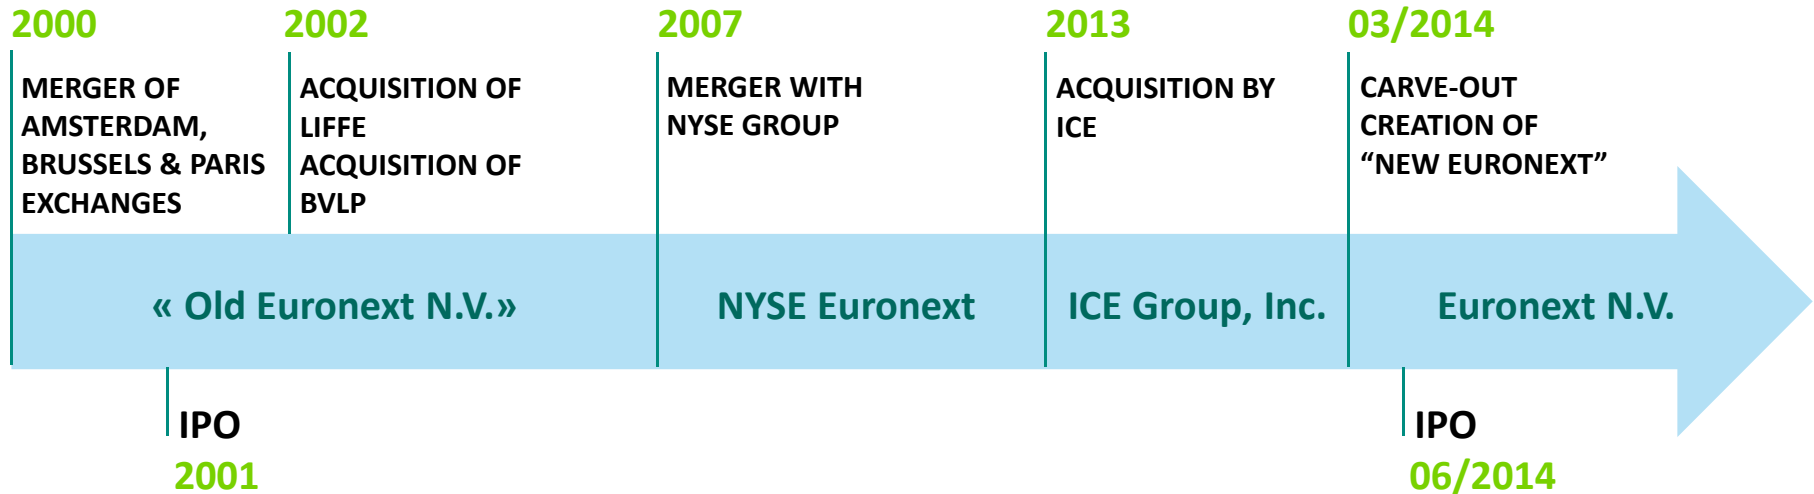 2000
MERGER OF
AMSTERDAM,
BRUSSELS & PARIS
EXCHANGES
2002
ACQUISITION OF
LIFFE
ACQUISITION OF
BVLP
2007
MERGER WITH
NYSE GROUP
2013
ACQUISITION BY
ICE
03/2014
CARVE-OUT
CREATION OF
“NEW EURONEXT”
« Old Euronext N.V.»
NYSE Euronext
ICE Group, Inc.
Euronext N.V.
IPO
2001
IPO
06/2014